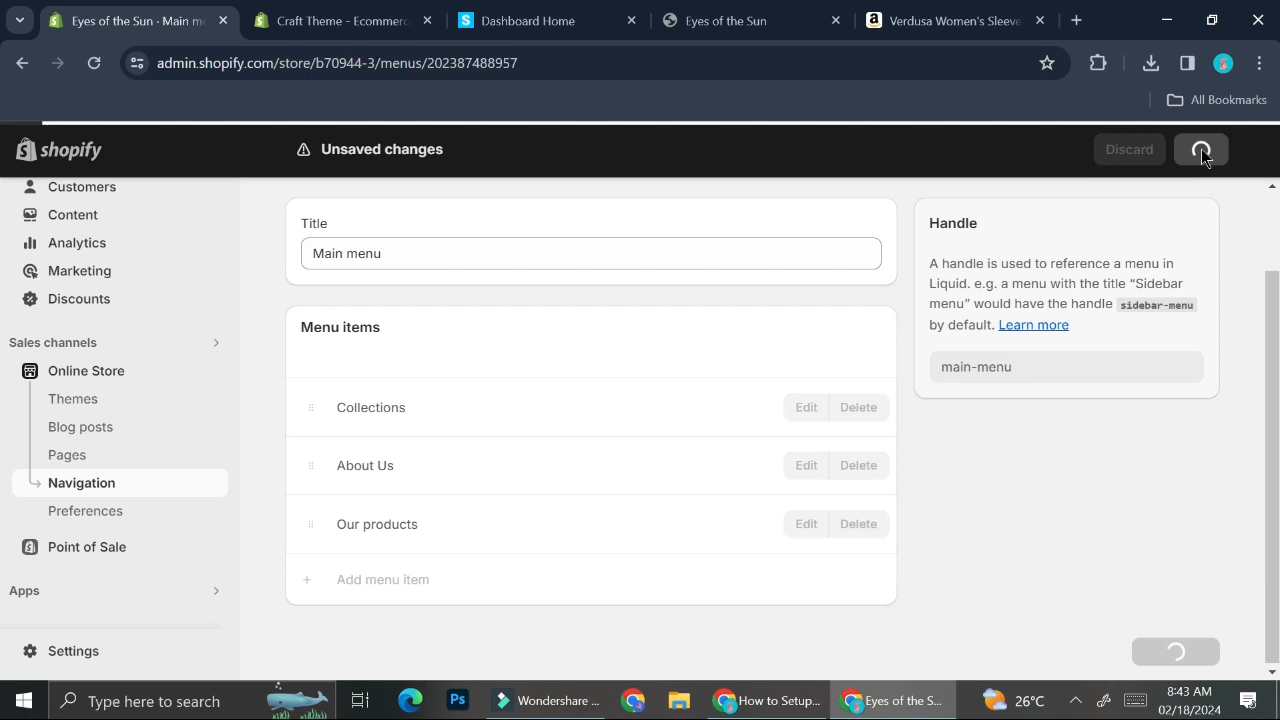 Eyes of the Sun · Main m
Craft Theme - Ecommerc
Dashboard Home
Eyes of the Sun
Verdusa Women's Sleeve
admin.shopify.com/store/b70944-3/menus/202387488957
All Bookmarks
shopify
Unsaved changes
Discard
Customers
Content
Analytics
Marketing
Discounts
Sales channels
Online Store
Themes
Blog posts
Pages
Navigation
Preferences
Point of Sale
Apps
Settings
Title
Main menu
Menu items
Collections
Edit
Delete
About Us
Edit
Delete
Our products
Edit
Delete
+ Add menu item
Handle
A handle is used to reference a menu in
Liquid. e.g. a menu with the title “Sidebar
menu” would have the handle sidebar-menu
by default. Learn more
main-menu
Type here to search
Ps
Wondershare ...
How to Setup...
Eyes of the S...
26°C
8:43 AM
02/18/2024